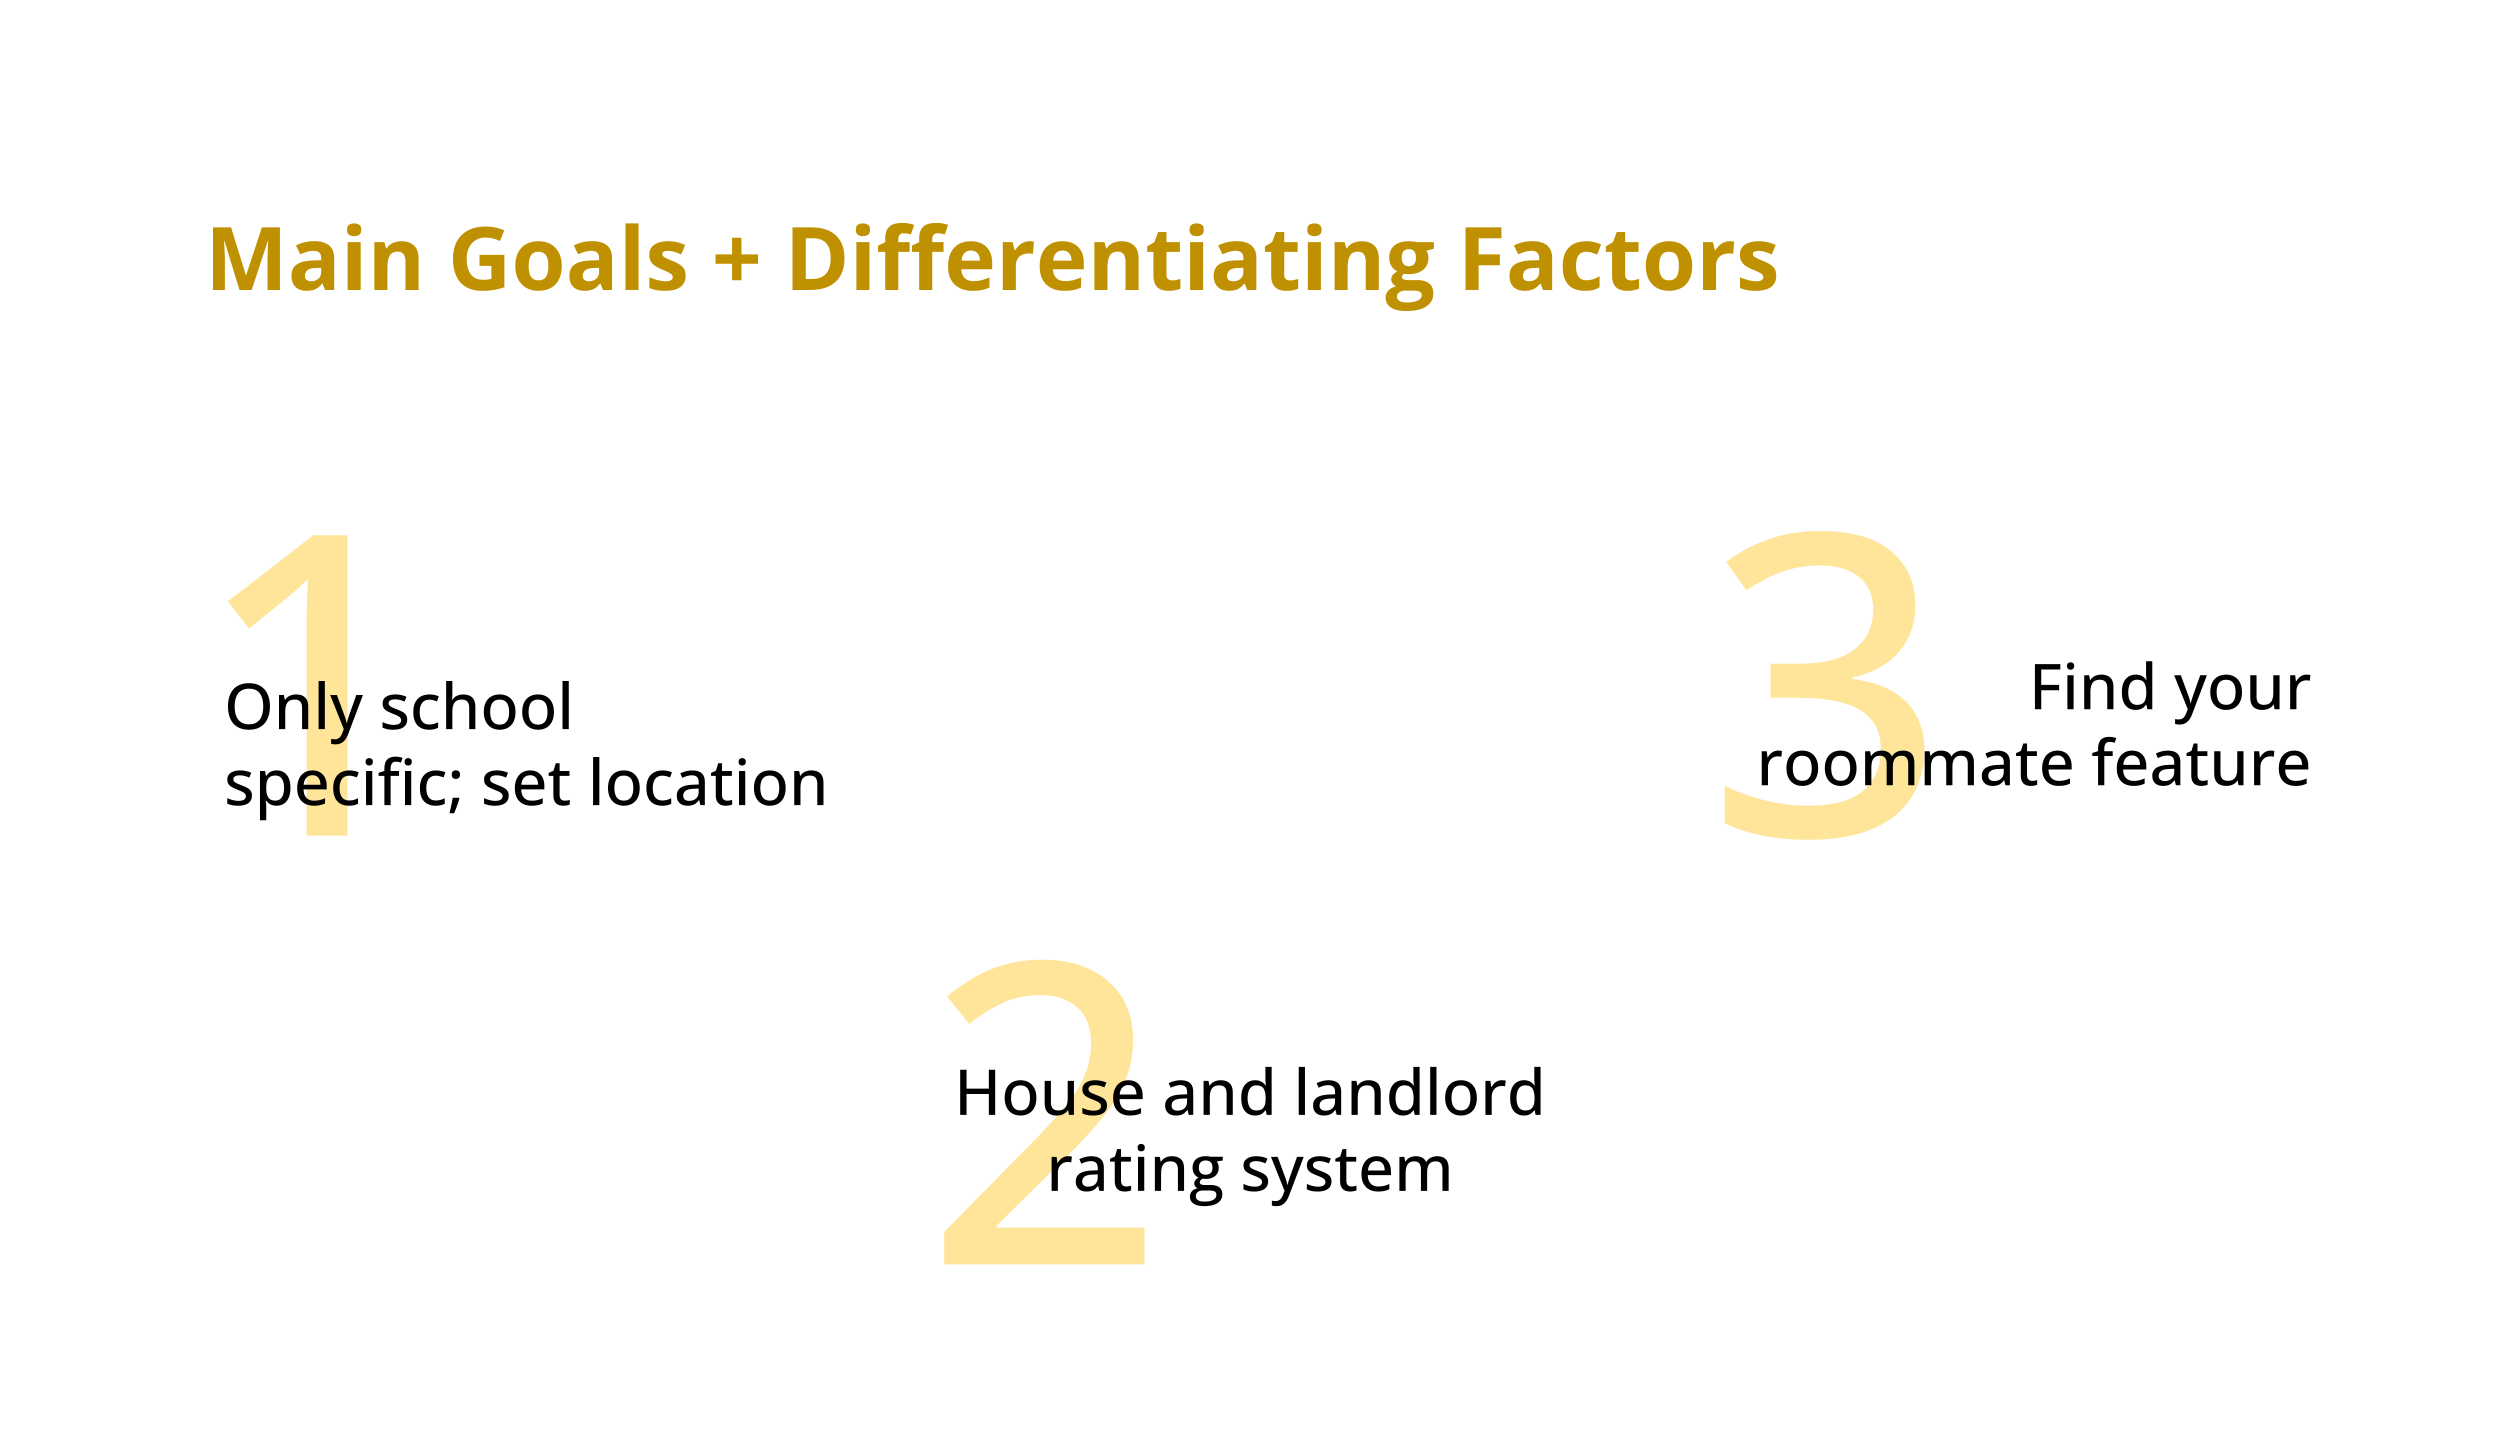 Main Goals + Differentiating Factors
1
Only school
specific, set location
2
House and landlord
rating system
3
Find your
roommate feature